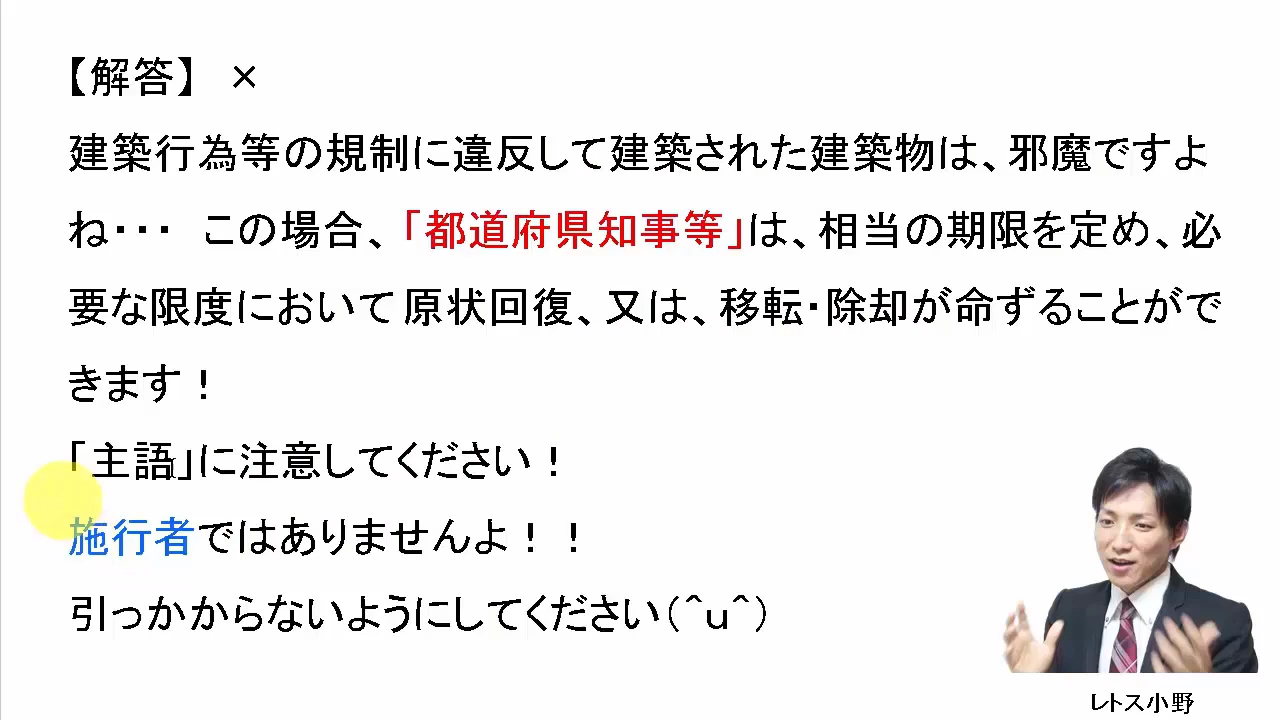 【解答】 ×
建築行為等の規制に違反して建築された建築物は、邪魔ですよ
ね・・・ この場合、「都道府県知事等」は、相当の期限を定め、必
要な限度において原状回復、又は、移転・除却が命ずることがで
きます！
「主語」に注意してください！
施行者ではありませんよ！！
引っかからないようにしてください（＾ｕ＾）
レトス小野